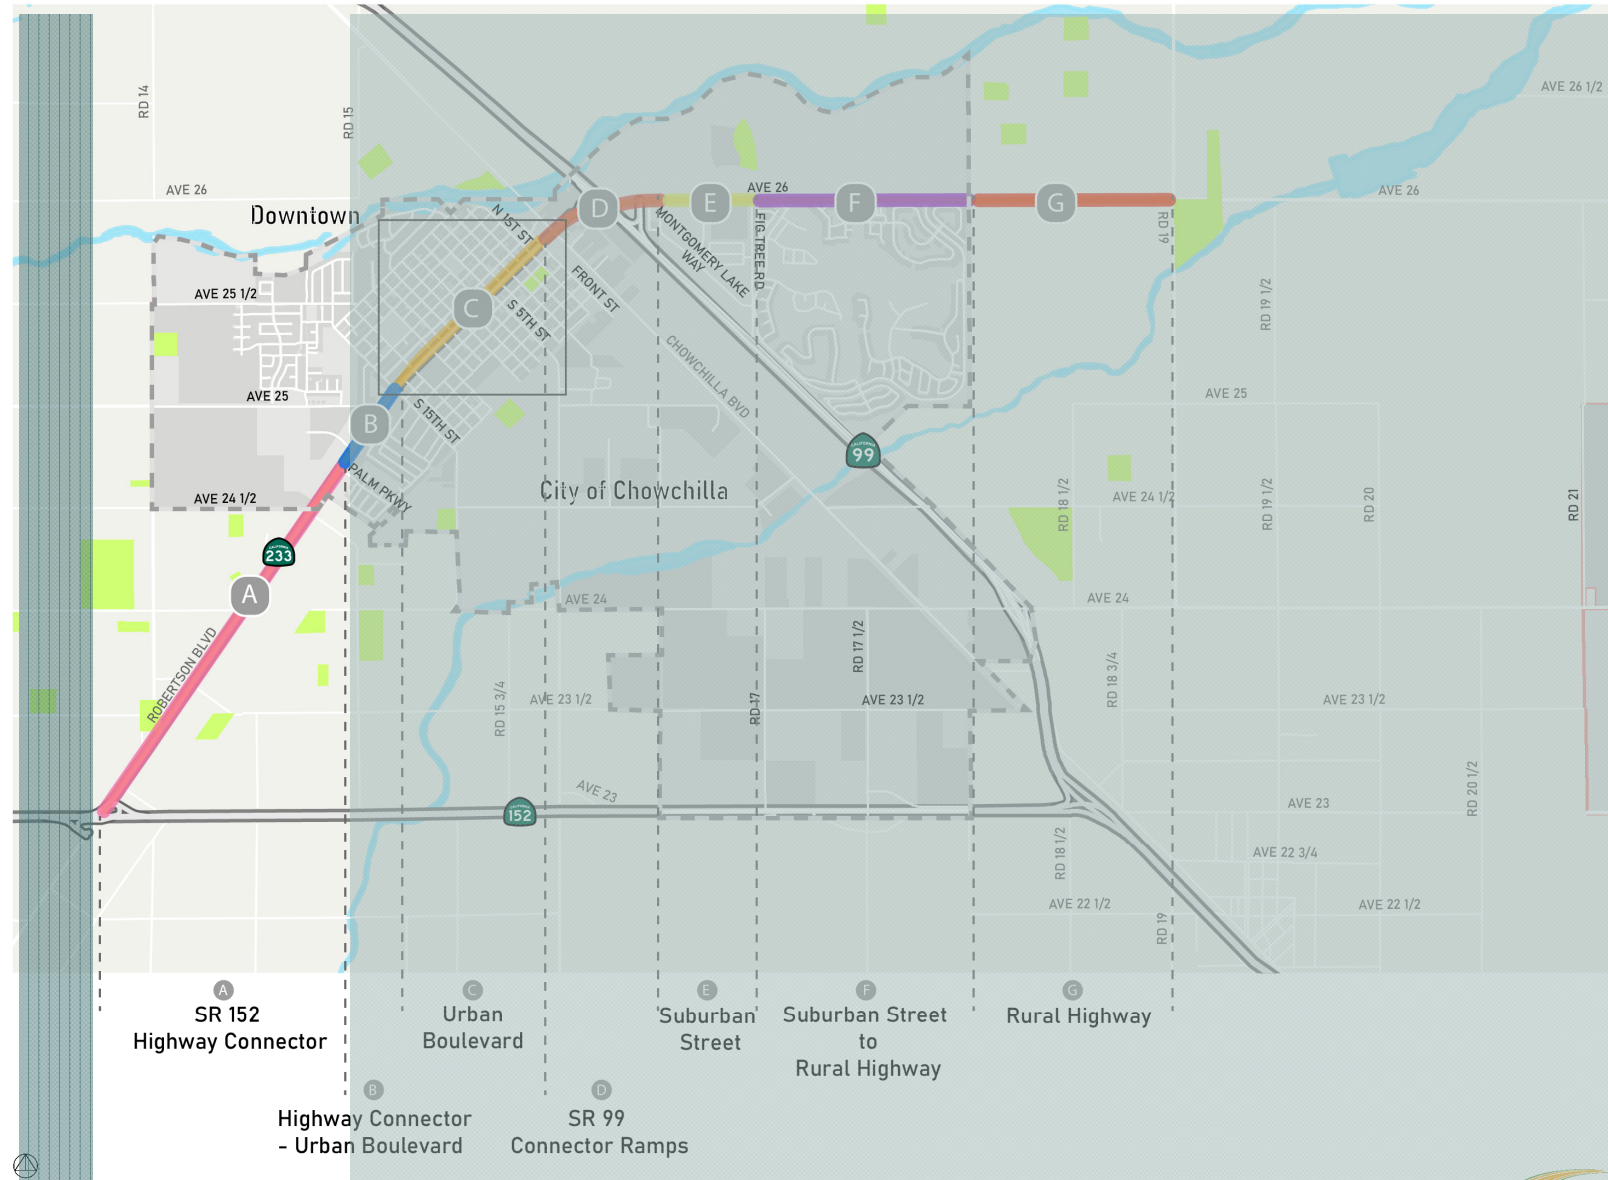 RD 14
RD 15
AVE 26 1/2
AVE 26
AVE 26
AVE 26
Downtown
N 1ST ST
D
E
F
G
MONTGOMERY LAKE
WAY
FIG TREE RD
RD 19
AVE 25 1/2
C
FRONT ST
S 5TH ST
RD 19 1/2
CHOWCHILLA BVD
AVE 25
AVE 25
B
S 15TH ST
CALIFORNIA
99
PALM PKWY
City of Chowchilla
AVE 24 1/2
RD 18 1/2
AVE 24 1/2
RD 19 1/2
RD 20
RD 21
CALIFORNIA
233
A
AVE 24
AVE 24
ROBERTSON BLVD
RD 17 1/2
RD 18 3/4
RD 15 3/4
AVE 23 1/2
RD 17
AVE 23 1/2
AVE 23 1/2
AVE 23
CALIFORNIA
152
AVE 23
RD 20 1/2
RD 18 1/2
AVE 22 3/4
AVE 22 1/2
RD 19
AVE 22 1/2
A
SR 152
Highway Connector
C
Urban
Boulevard
E
Suburban
Street
F
Suburban Street
to
Rural Highway
G
Rural Highway
B
Highway Connector
- Urban Boulevard
D
SR 99
Connector Ramps